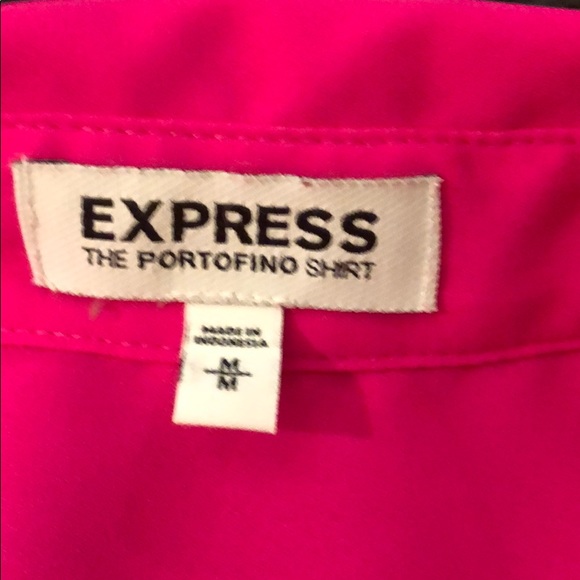 EXPRESS
THE PORTOFINO SHIRT
MADE IN
INDONESIA
M
M